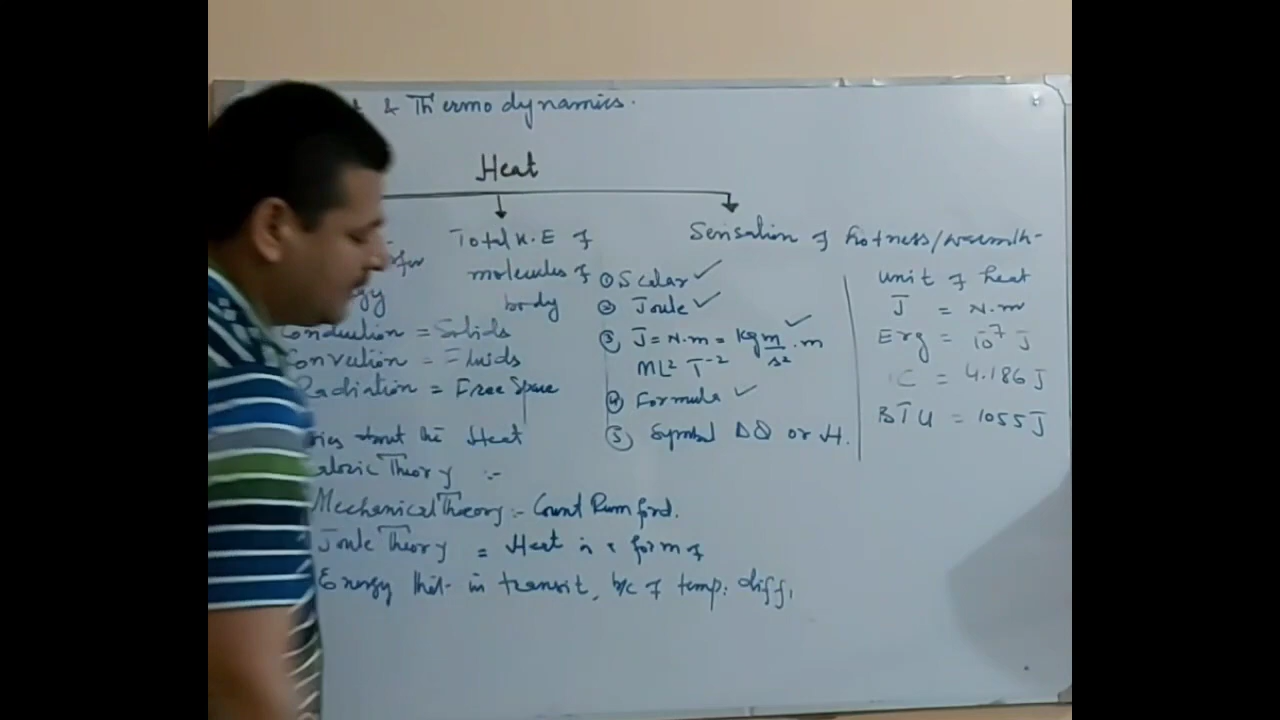 & Thermodynamics.
Heat
Total K.E of
molecules of
body
Sensation of hotness/warmth
① Scalar ✓
② Joule ✓
③ J = N.m = Kg m/s² . m ✓
ML² T⁻²
④ Formula ✓
⑤ Symbol ΔQ or H.
unit of heat
J = N.m
Erg = 10⁷ J
C = 4.186 J
BTU = 1055 J
Conduction = Solids
Convection = Fluids
Radiation = Free Space
about the Heat
Theory :-
Mechanical Theory :- Count Rumford.
Joule Theory = Heat is a form of
Energy that in transit, b/c of temp: diff,